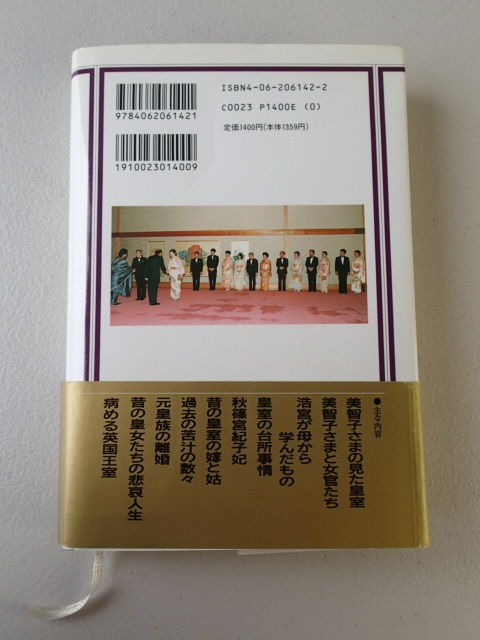 ISBN4-06-206142-2
C0023 P1400E (0)
定価1400円(本体1359円)
9784062061421
1910023014009
●主な内容
美智子さまの見た皇室
美智子さまと女官たち
浩宮が母から
学んだもの
皇室の台所事情
秋篠宮紀子妃
昔の皇室の嫁と姑
過去の苦汁の数々
元皇族の離婚
昔の皇女たちの悲哀人生
病める英国王室